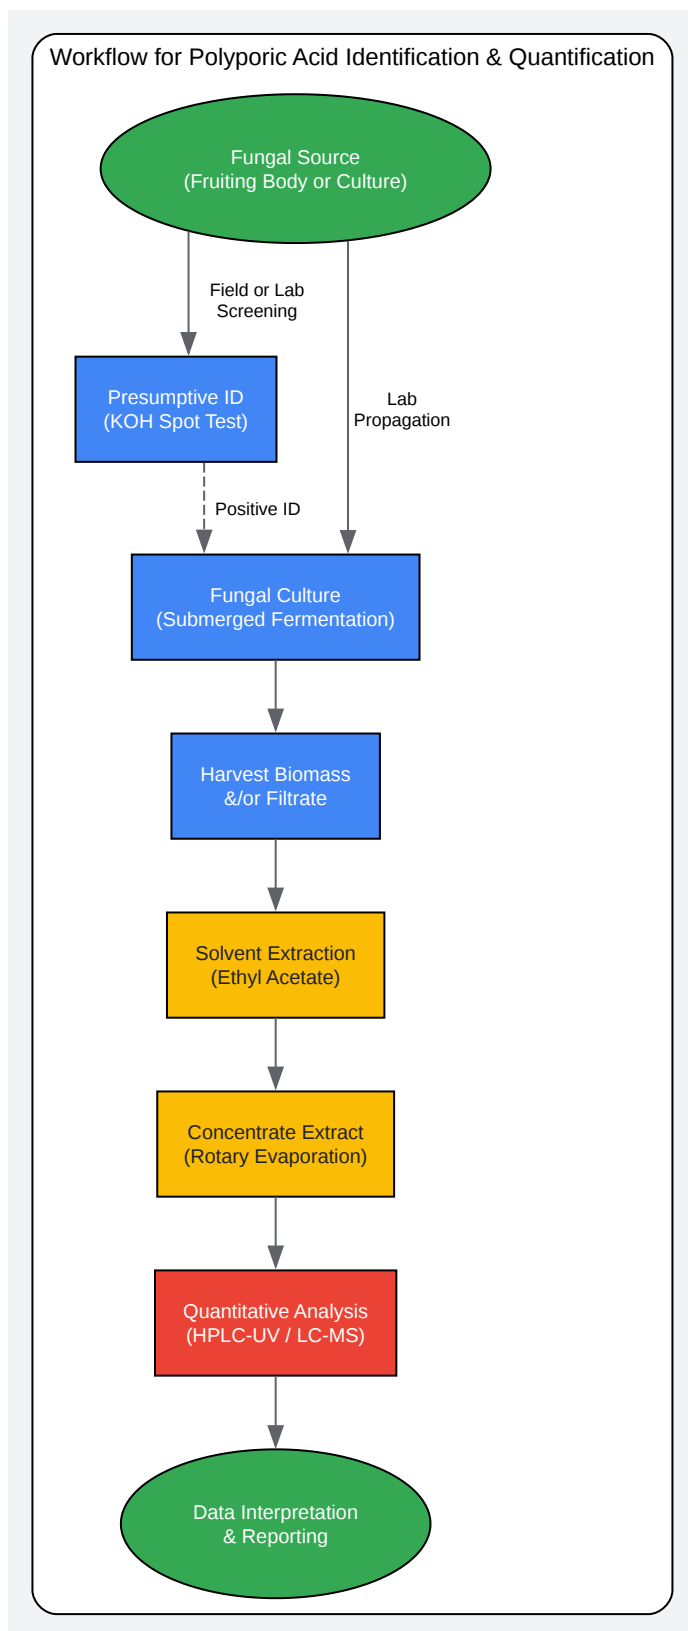 Workflow for Polyporic Acid Identification & Quantification
Fungal Source
(Fruiting Body or Culture)
Field or Lab
Screening
Presumptive ID
(KOH Spot Test)
Lab
Propagation
Positive ID
Fungal Culture
(Submerged Fermentation)
Harvest Biomass
&/or Filtrate
Solvent Extraction
(Ethyl Acetate)
Concentrate Extract
(Rotary Evaporation)
Quantitative Analysis
(HPLC-UV / LC-MS)
Data Interpretation
& Reporting